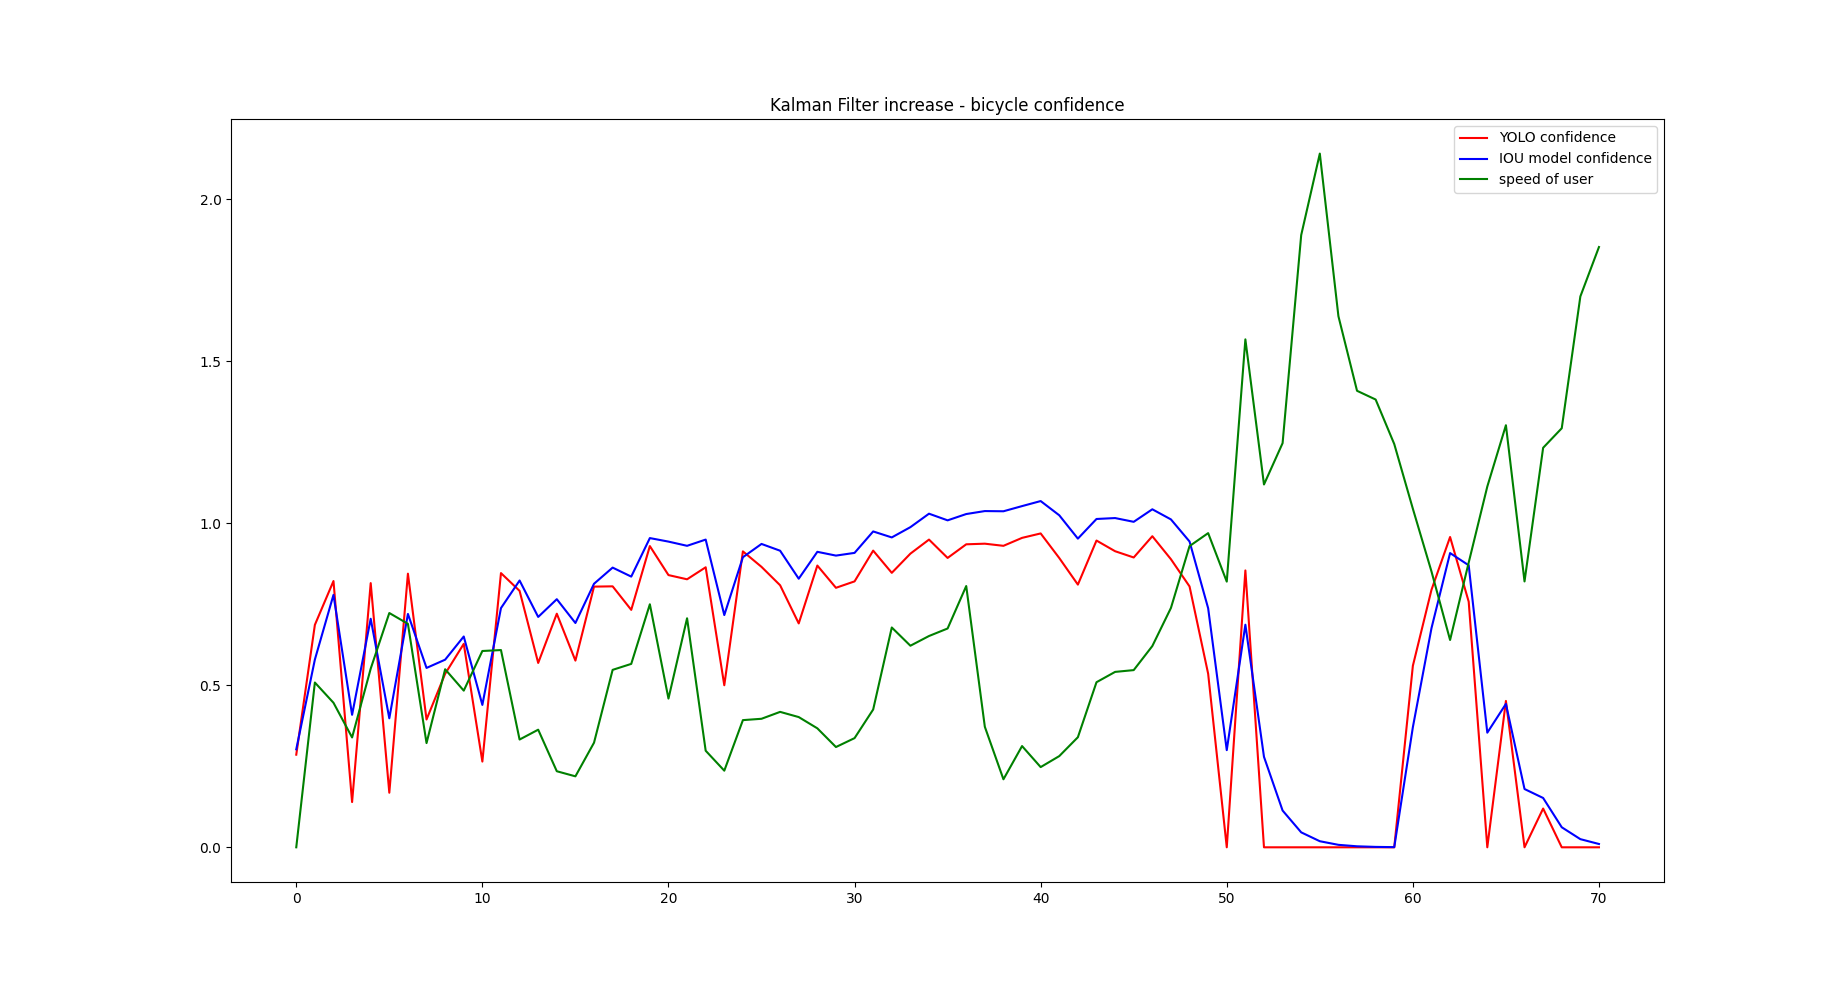 Kalman Filter increase - bicycle confidence
YOLO confidence
IOU model confidence
speed of user
2.0
1.5
1.0
0.5
0.0
0 10 20 30 40 50 60 70